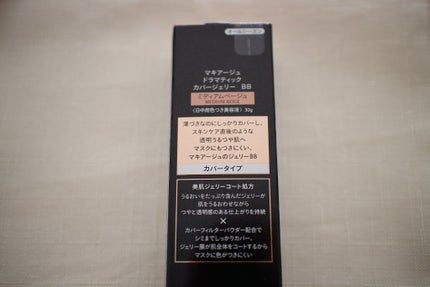 オールシーズン
マキアージュ
ドラマティック
カバージェリー BB
ミディアムベージュ
MEDIUM BEIGE
〈日中用色つき美容液〉 30g
薄づきなのにしっかりカバーし、
スキンケア直後のような
透明うるつや肌へ
マスクにもつきにくい、
マキアージュのジェリーBB
カバータイプ
美肌ジェリーコート処方
うるおいをたっぷり含んだジェリーが
肌をうるおわせながら
つやと透明感のある仕上がりを持続
×
カバーフィルターパウダー配合で
シミまでしっかりカバー。
ジェリー膜が肌全体をコートするから
マスクに色がつきにくい